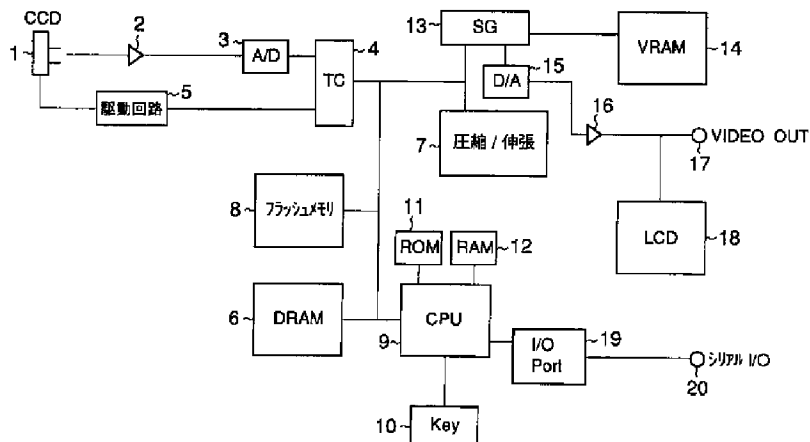 CCD
1
2
3
A/D
4
TC
5
駆動回路
13
SG
VRAM
14
15
D/A
16
VIDEO OUT
17
7
圧縮 / 伸張
8
フラッシュメモリ
LCD
18
11
ROM
RAM
12
6
DRAM
CPU
9
I/O
Port
19
シリアル I/O
20
10
Key